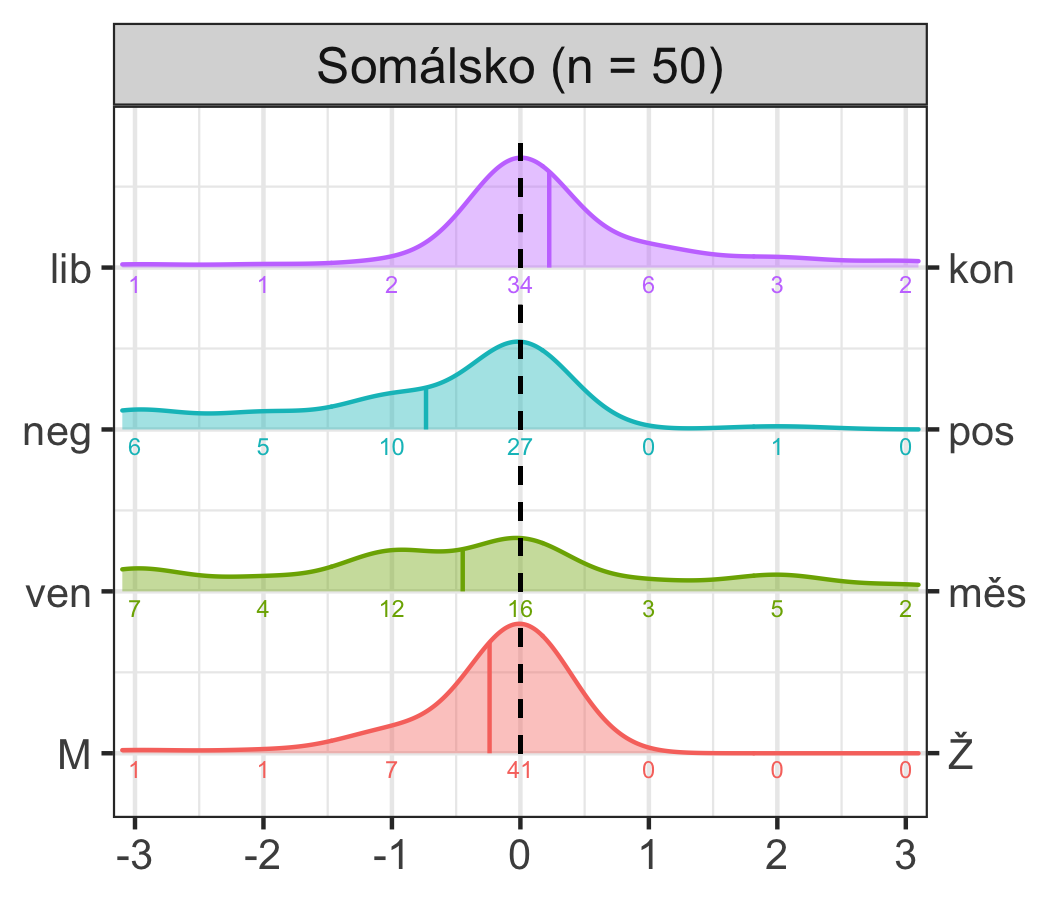 Somálsko (n = 50)
lib kon
1 1 2 34 6 3 2
neg pos
6 5 10 27 0 1 0
ven měs
7 4 12 16 3 5 2
M Ž
1 1 7 41 0 0 0
-3 -2 -1 0 1 2 3